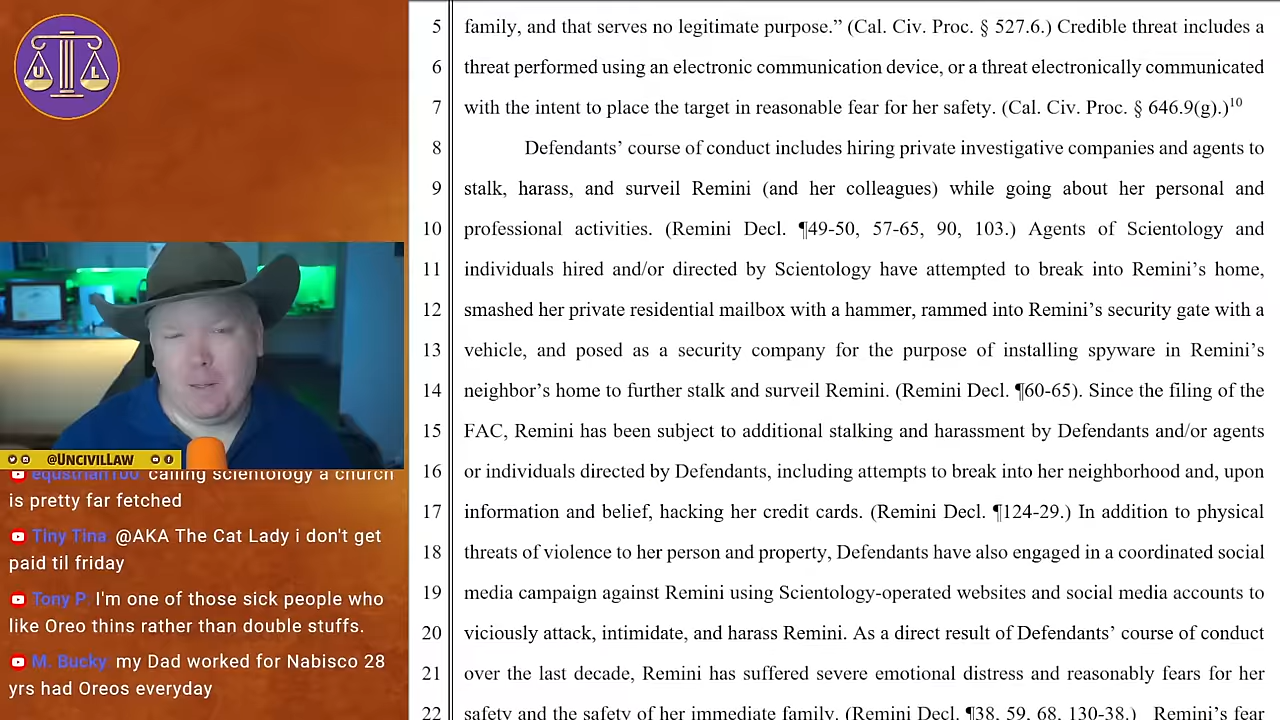 U L
@UNCIVILLAW
equstrian100 calling scientology a church
is pretty far fetched
Tiny Tina @AKA The Cat Lady i don't get
paid til friday
Tony P I'm one of those sick people who
like Oreo thins rather than double stuffs.
M. Bucky my Dad worked for Nabisco 28
yrs had Oreos everyday
5 family, and that serves no legitimate purpose.” (Cal. Civ. Proc. § 527.6.) Credible threat includes a
6 threat performed using an electronic communication device, or a threat electronically communicated
7 with the intent to place the target in reasonable fear for her safety. (Cal. Civ. Proc. § 646.9(g).)10
8 Defendants’ course of conduct includes hiring private investigative companies and agents to
9 stalk, harass, and surveil Remini (and her colleagues) while going about her personal and
10 professional activities. (Remini Decl. ¶49-50, 57-65, 90, 103.) Agents of Scientology and
11 individuals hired and/or directed by Scientology have attempted to break into Remini’s home,
12 smashed her private residential mailbox with a hammer, rammed into Remini’s security gate with a
13 vehicle, and posed as a security company for the purpose of installing spyware in Remini’s
14 neighbor’s home to further stalk and surveil Remini. (Remini Decl. ¶60-65). Since the filing of the
15 FAC, Remini has been subject to additional stalking and harassment by Defendants and/or agents
16 or individuals directed by Defendants, including attempts to break into her neighborhood and, upon
17 information and belief, hacking her credit cards. (Remini Decl. ¶124-29.) In addition to physical
18 threats of violence to her person and property, Defendants have also engaged in a coordinated social
19 media campaign against Remini using Scientology-operated websites and social media accounts to
20 viciously attack, intimidate, and harass Remini. As a direct result of Defendants’ course of conduct
21 over the last decade, Remini has suffered severe emotional distress and reasonably fears for her
22 safety and the safety of her immediate family. (Remini Decl. ¶38, 59, 68, 130-38.) Remini’s fear